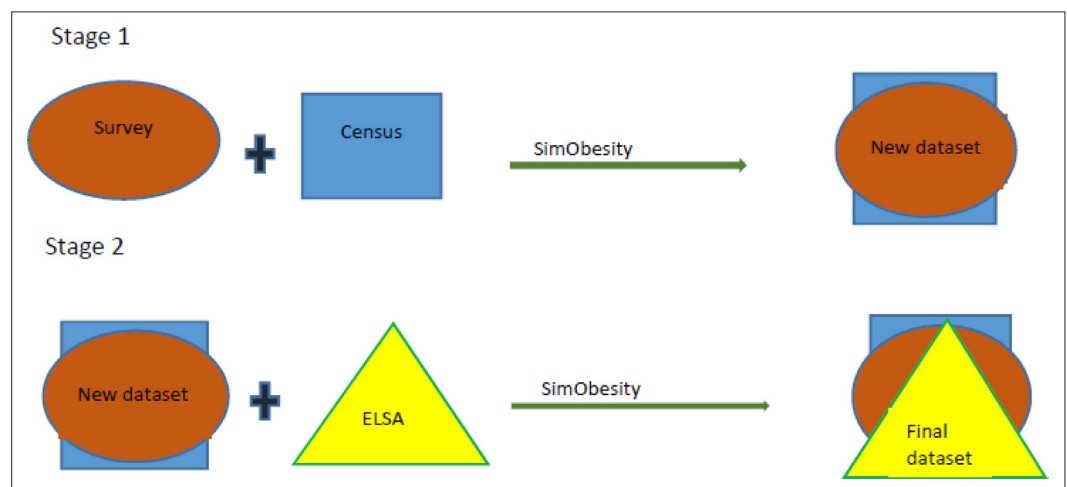 Stage 1
Survey
Census
SimObesity
New dataset
Stage 2
New dataset
ELSA
SimObesity
Final
dataset